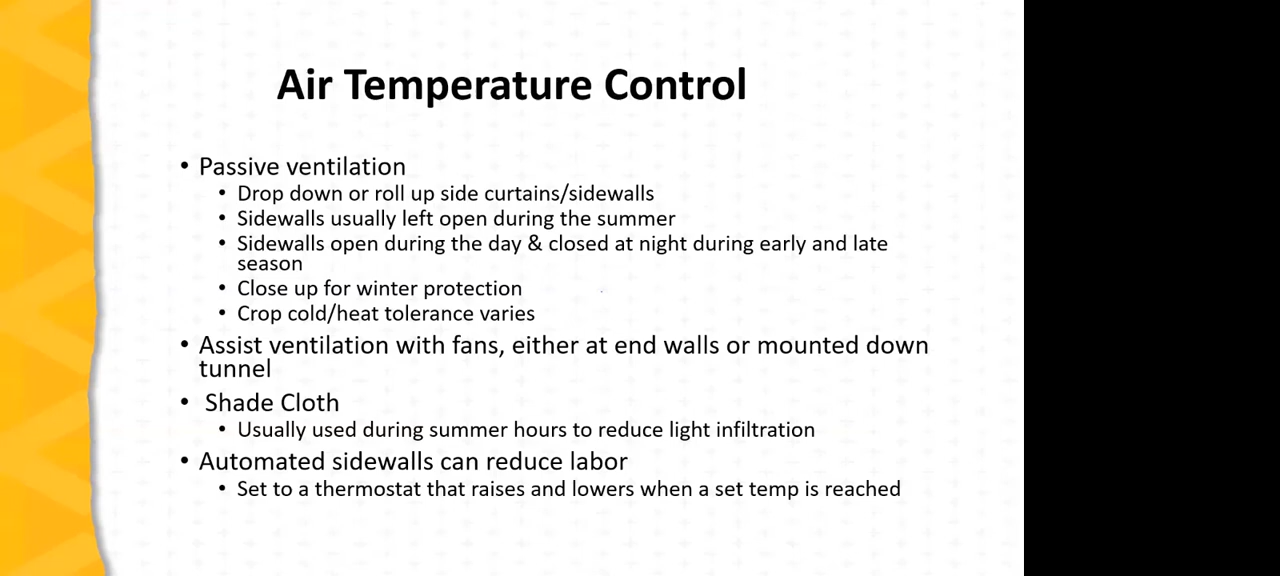 Air Temperature Control
• Passive ventilation
• Drop down or roll up side curtains/sidewalls
• Sidewalls usually left open during the summer
• Sidewalls open during the day & closed at night during early and late
season
• Close up for winter protection
• Crop cold/heat tolerance varies
• Assist ventilation with fans, either at end walls or mounted down
tunnel
• Shade Cloth
• Usually used during summer hours to reduce light infiltration
• Automated sidewalls can reduce labor
• Set to a thermostat that raises and lowers when a set temp is reached